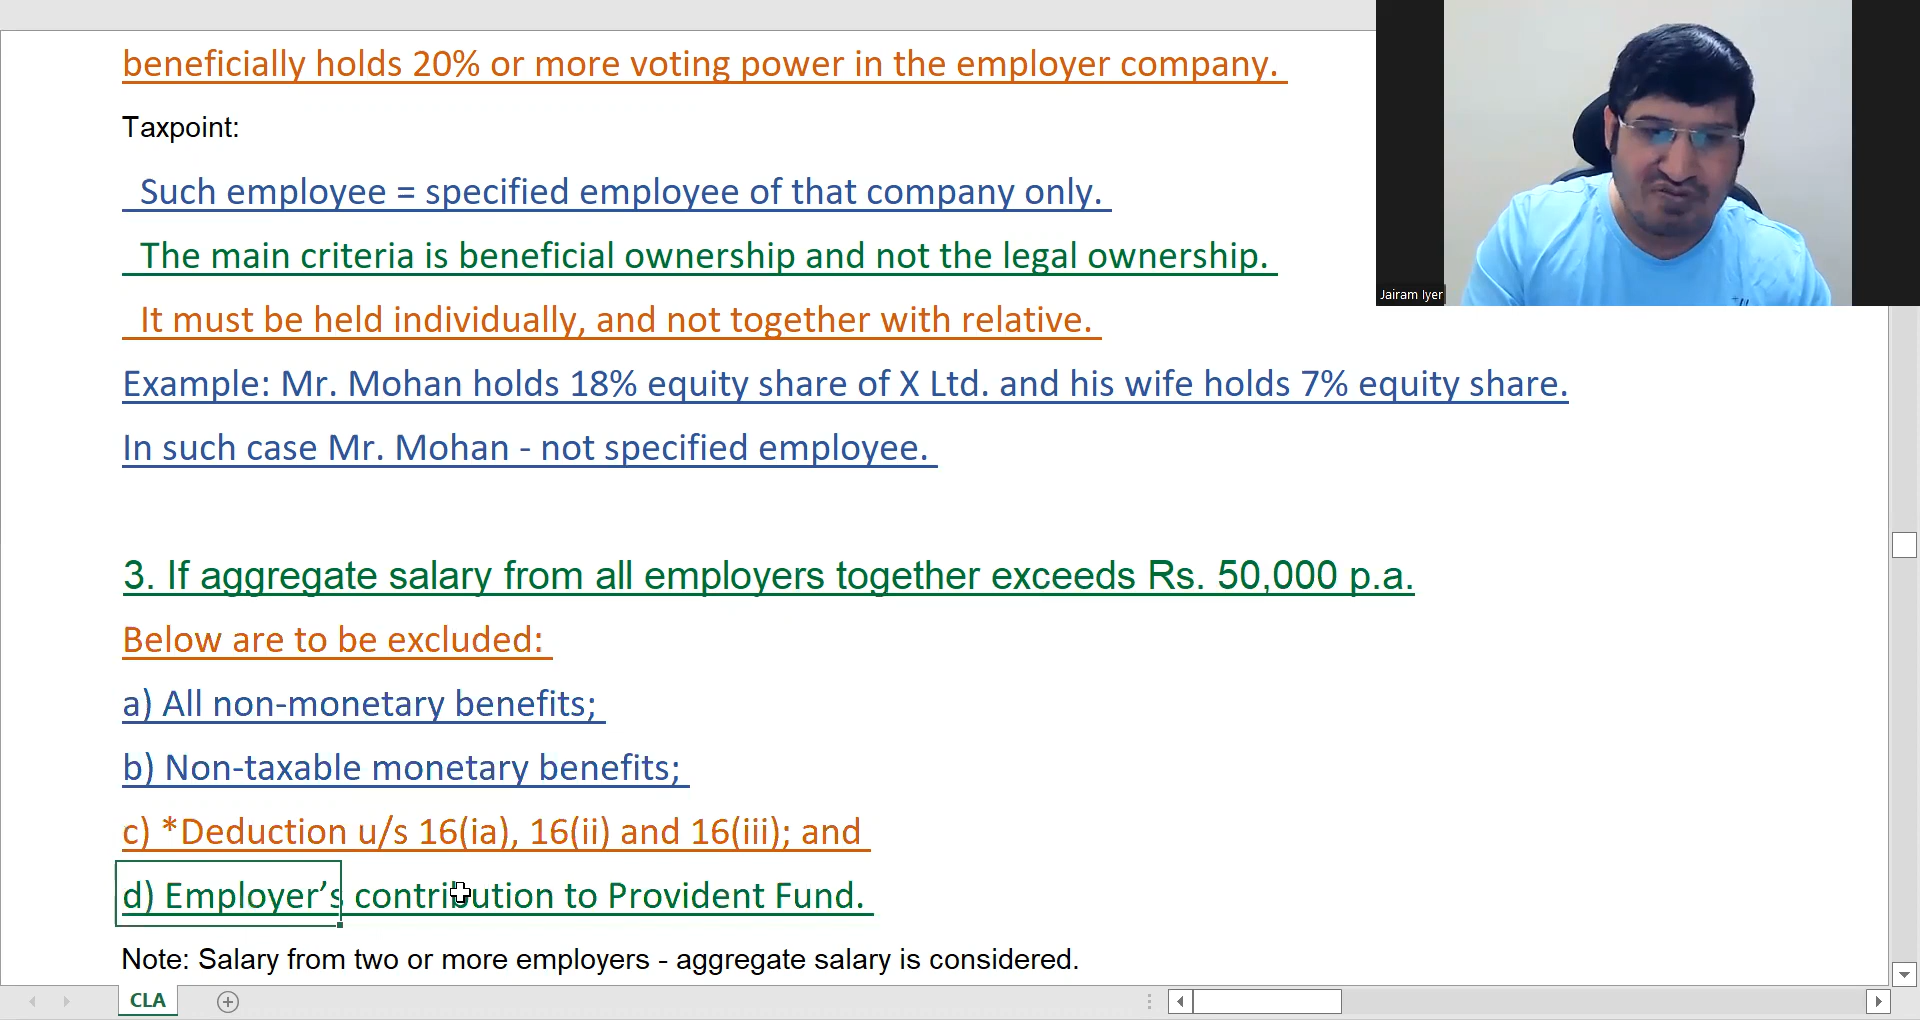 beneficially holds 20% or more voting power in the employer company.
Taxpoint:
Such employee = specified employee of that company only.
The main criteria is beneficial ownership and not the legal ownership.
It must be held individually, and not together with relative.
Example: Mr. Mohan holds 18% equity share of X Ltd. and his wife holds 7% equity share.
In such case Mr. Mohan - not specified employee.
3. If aggregate salary from all employers together exceeds Rs. 50,000 p.a.
Below are to be excluded:
a) All non-monetary benefits;
b) Non-taxable monetary benefits;
c) *Deduction u/s 16(ia), 16(ii) and 16(iii); and
d) Employer’s contribution to Provident Fund.
Note: Salary from two or more employers - aggregate salary is considered.
CLA
Jairam Iyer